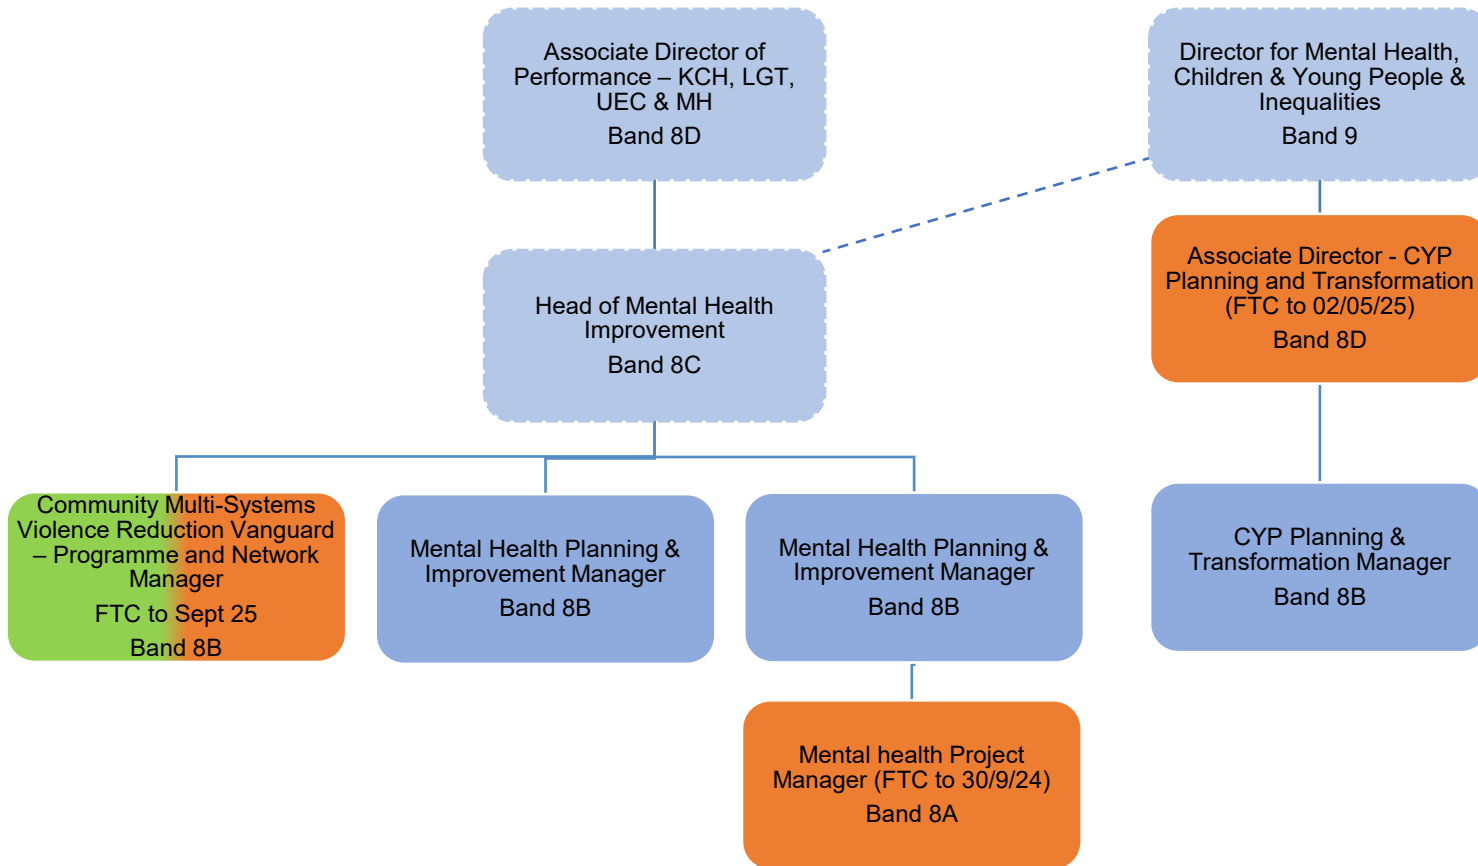 Associate Director of
Performance – KCH, LGT,
UEC & MH
Band 8D
Director for Mental Health,
Children & Young People &
Inequalities
Band 9
Associate Director - CYP
Planning and Transformation
(FTC to 02/05/25)
Band 8D
Head of Mental Health
Improvement
Band 8C
Community Multi-Systems
Violence Reduction Vanguard
– Programme and Network
Manager
FTC to Sept 25
Band 8B
Mental Health Planning &
Improvement Manager
Band 8B
Mental Health Planning &
Improvement Manager
Band 8B
CYP Planning &
Transformation Manager
Band 8B
Mental health Project
Manager (FTC to 30/9/24)
Band 8A